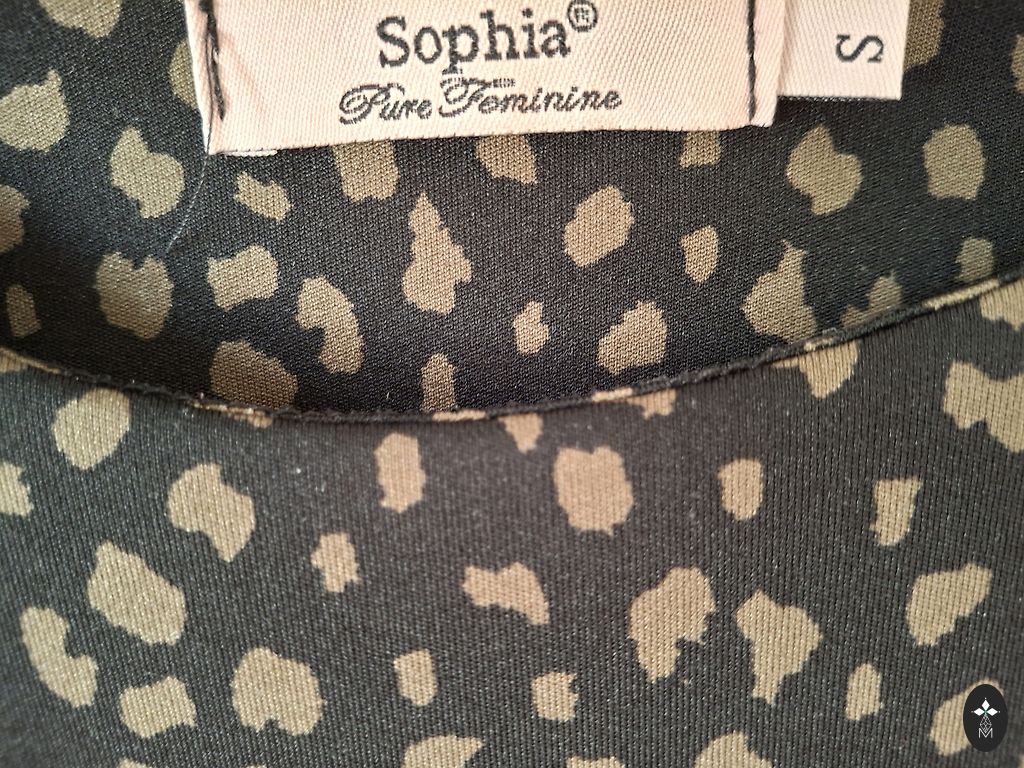 Sophia®
Pure Feminine
S
M